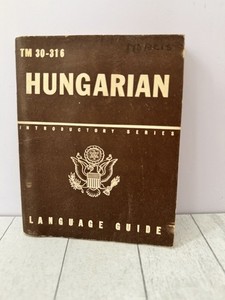 TM 30-316
HUNGARIAN
INTRODUCTORY SERIES
LANGUAGE GUIDE